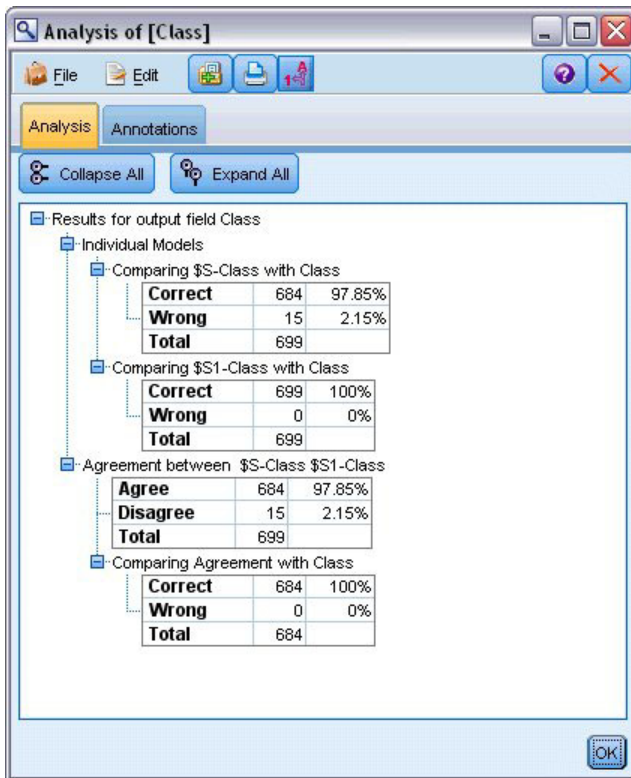 Analysis of [Class]
File Edit
Analysis Annotations
Collapse All Expand All
Results for output field Class
Individual Models
Comparing $S-Class with Class
Correct 684 97.85%
Wrong 15 2.15%
Total 699
Comparing $S1-Class with Class
Correct 699 100%
Wrong 0 0%
Total 699
Agreement between $S-Class $S1-Class
Agree 684 97.85%
Disagree 15 2.15%
Total 699
Comparing Agreement with Class
Correct 684 100%
Wrong 0 0%
Total 684
OK